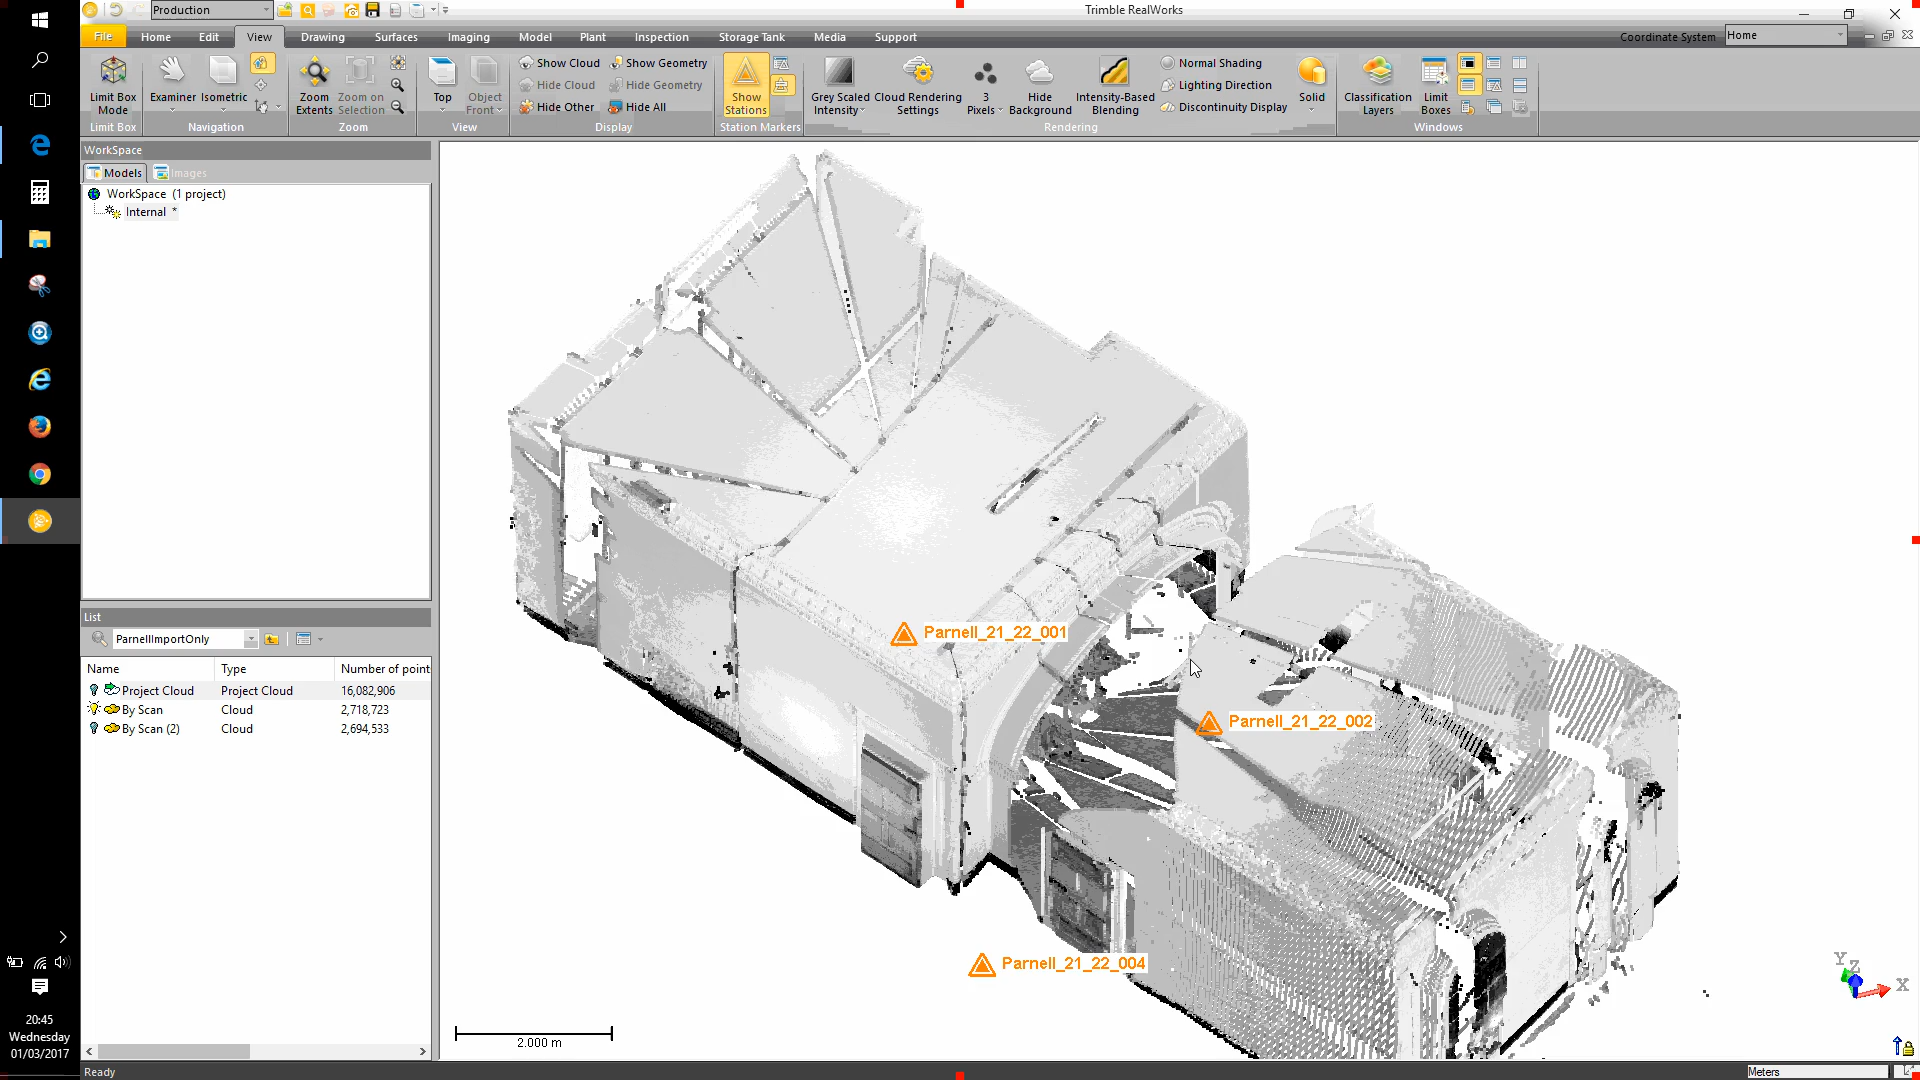 Production
Trimble RealWorks
File Home Edit View Drawing Surfaces Imaging Model Plant Inspection Storage Tank Media Support
Coordinate System Home
Limit Box Mode
Limit Box
Examiner Isometric
Navigation
Zoom Extents
Zoom on Selection
Zoom
Top
Object Front
View
Show Cloud Show Geometry
Hide Cloud Hide Geometry
Hide Other Hide All
Display
Show Stations
Station Markers
Grey Scaled Intensity
Cloud Rendering Settings
3 Pixels
Hide Background
Intensity-Based Blending
Normal Shading
Lighting Direction
Discontinuity Display
Solid
Rendering
Classification Layers
Limit Boxes
Windows
WorkSpace
Models Images
WorkSpace (1 project)
Internal *
List
ParnellImportOnly
Name Type Number of point
Project Cloud Project Cloud 16,082,906
By Scan Cloud 2,718,723
By Scan (2) Cloud 2,694,533
Parnell_21_22_001
Parnell_21_22_002
Parnell_21_22_004
2.000 m
Y
Z
X
20:45
Wednesday
01/03/2017
Ready
Meters